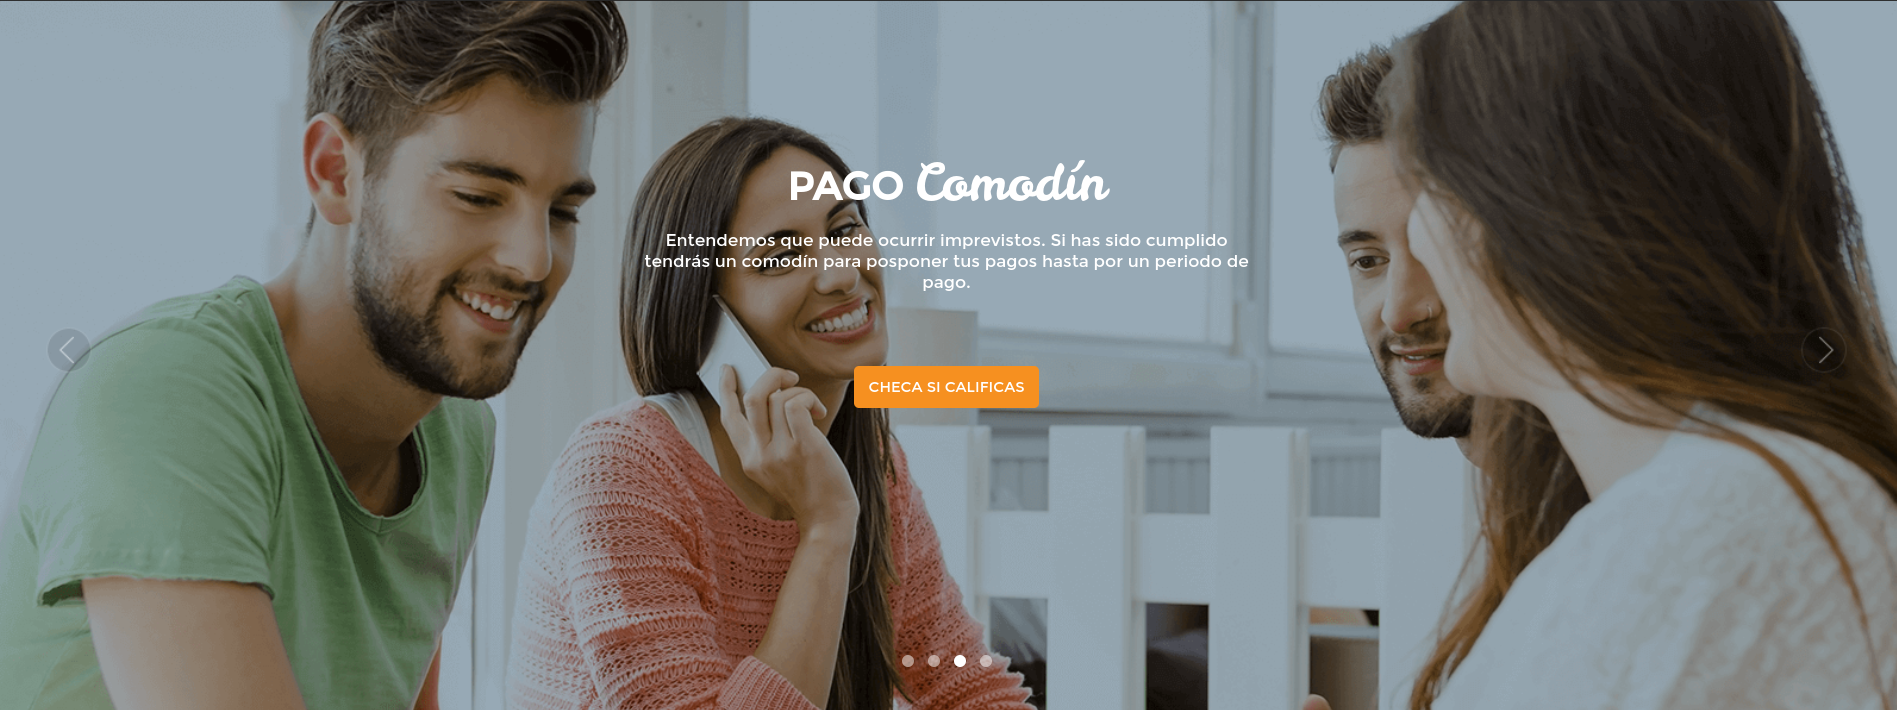 PAGO Comodín
Entendemos que puede ocurrir imprevistos. Si has sido cumplido
tendrás un comodín para posponer tus pagos hasta por un periodo de
pago.
CHECA SI CALIFICAS